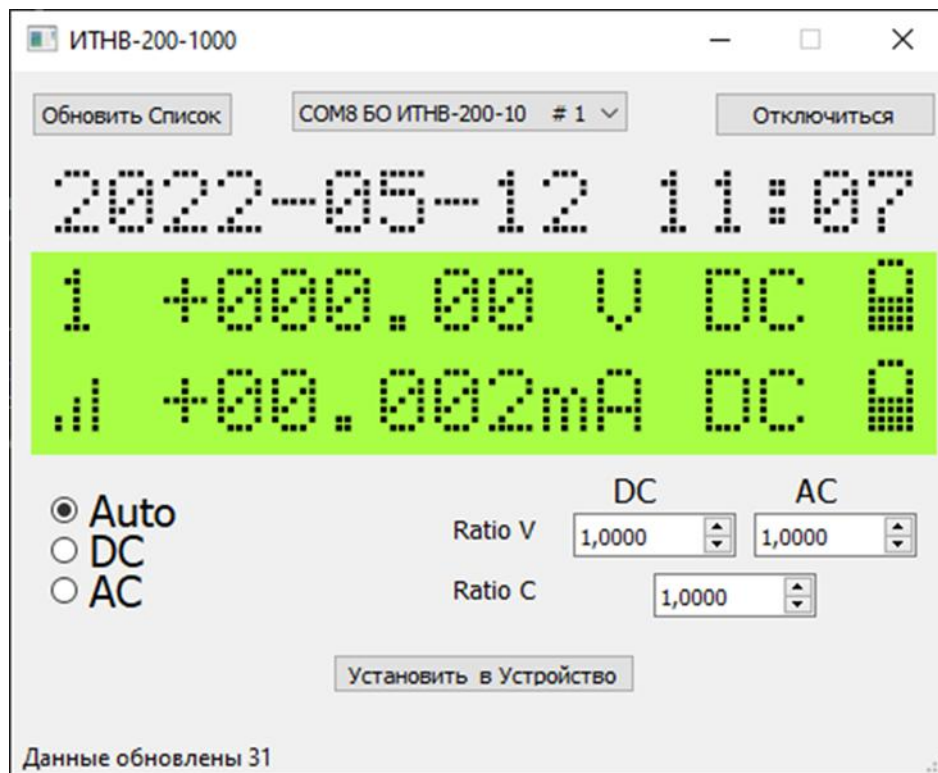 ИТНВ-200-1000
Обновить Список COM8 БО ИТНВ-200-10 # 1 Отключиться
2022-05-12 11:07
1 +000.00 V DC
+00.002mA DC
DC AC
Auto
Ratio V 1,0000 1,0000
DC
Ratio C 1,0000
AC
Установить в Устройство
Данные обновлены 31